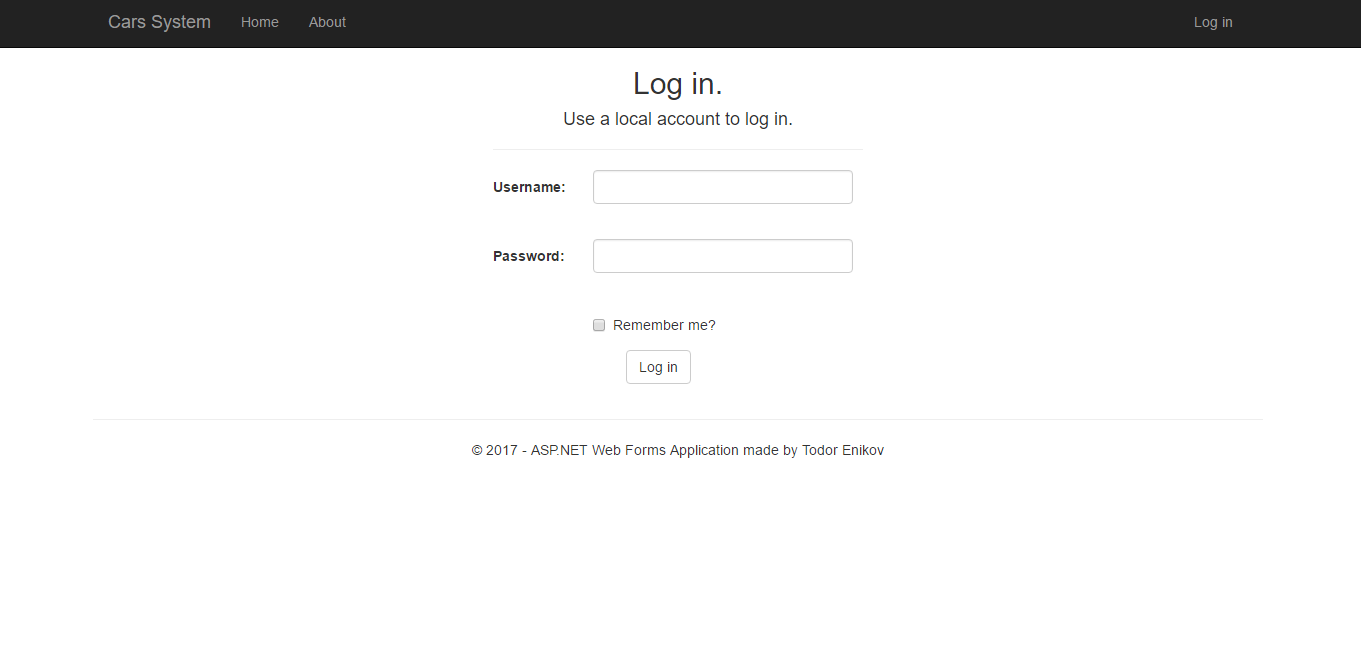 Cars System Home About Log in
Log in.
Use a local account to log in.
Username:
Password:
Remember me?
Log in
© 2017 - ASP.NET Web Forms Application made by Todor Enikov